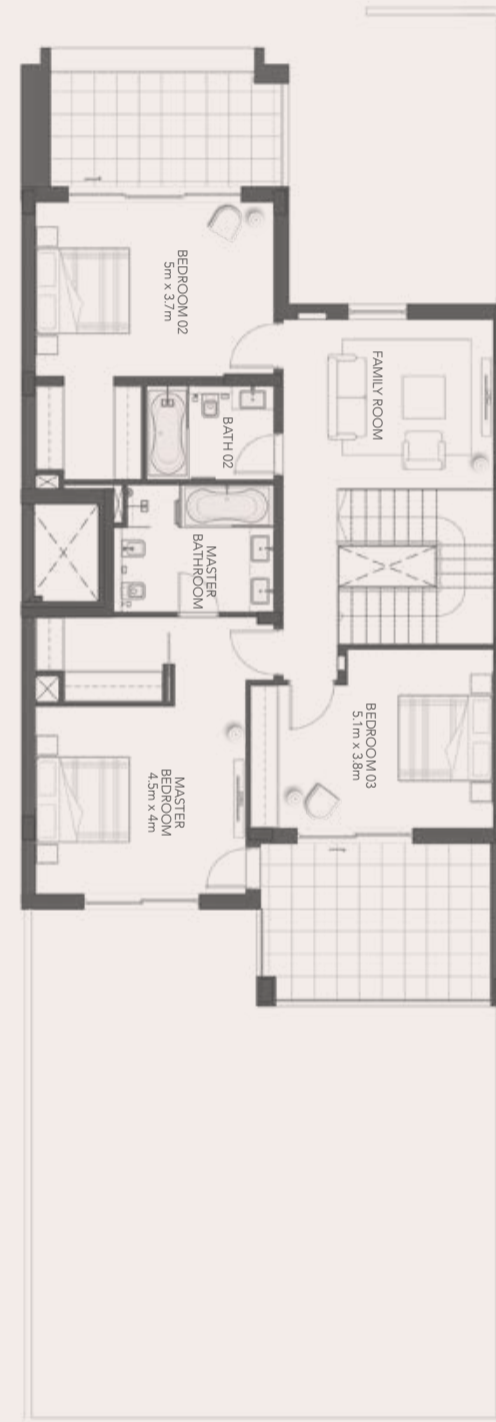 BEDROOM 02
5m x 3.7m
FAMILY ROOM
BATH 02
MASTER
BATHROOM
BEDROOM 03
5.1m x 3.8m
MASTER
BEDROOM
4.5m x 4m